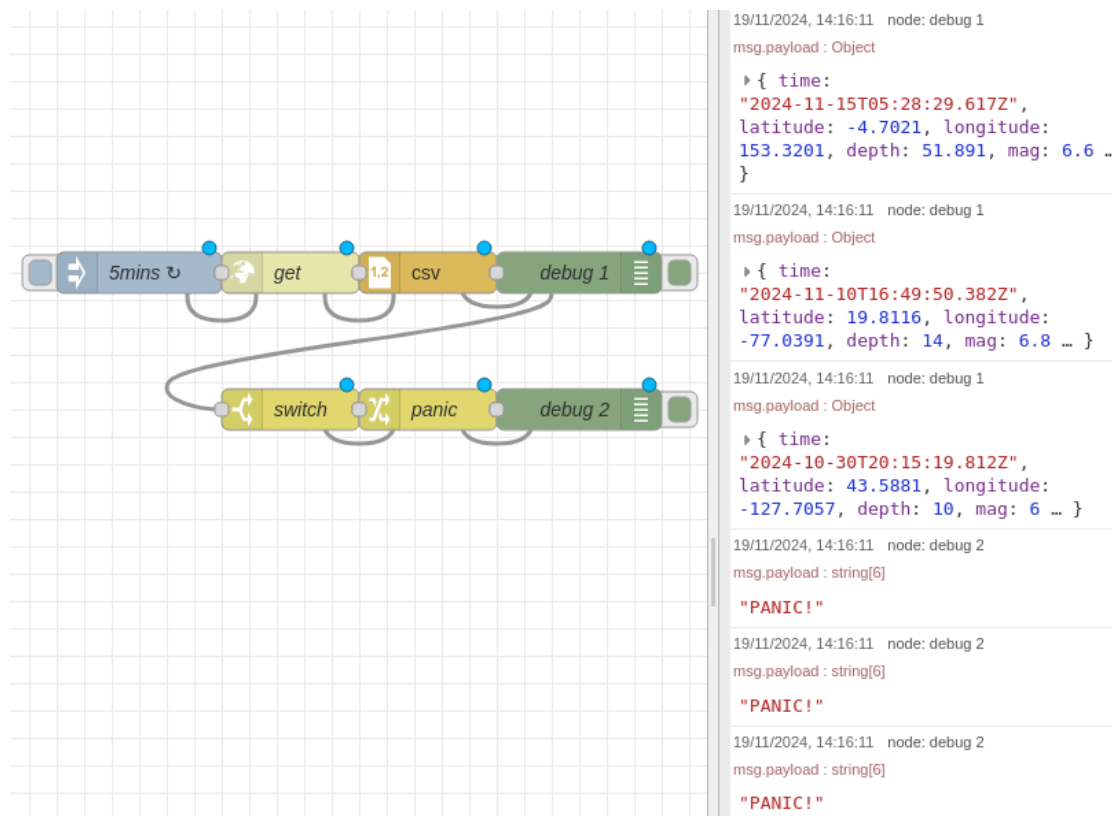 5mins ↻
get
1,2
csv
debug 1
switch
panic
debug 2
19/11/2024, 14:16:11 node: debug 1
msg.payload : Object
{ time:
"2024-11-15T05:28:29.617Z",
latitude: -4.7021, longitude:
153.3201, depth: 51.891, mag: 6.6 …
}
19/11/2024, 14:16:11 node: debug 1
msg.payload : Object
{ time:
"2024-11-10T16:49:50.382Z",
latitude: 19.8116, longitude:
-77.0391, depth: 14, mag: 6.8 … }
19/11/2024, 14:16:11 node: debug 1
msg.payload : Object
{ time:
"2024-10-30T20:15:19.812Z",
latitude: 43.5881, longitude:
-127.7057, depth: 10, mag: 6 … }
19/11/2024, 14:16:11 node: debug 2
msg.payload : string[6]
"PANIC!"
19/11/2024, 14:16:11 node: debug 2
msg.payload : string[6]
"PANIC!"
19/11/2024, 14:16:11 node: debug 2
msg.payload : string[6]
"PANIC!"